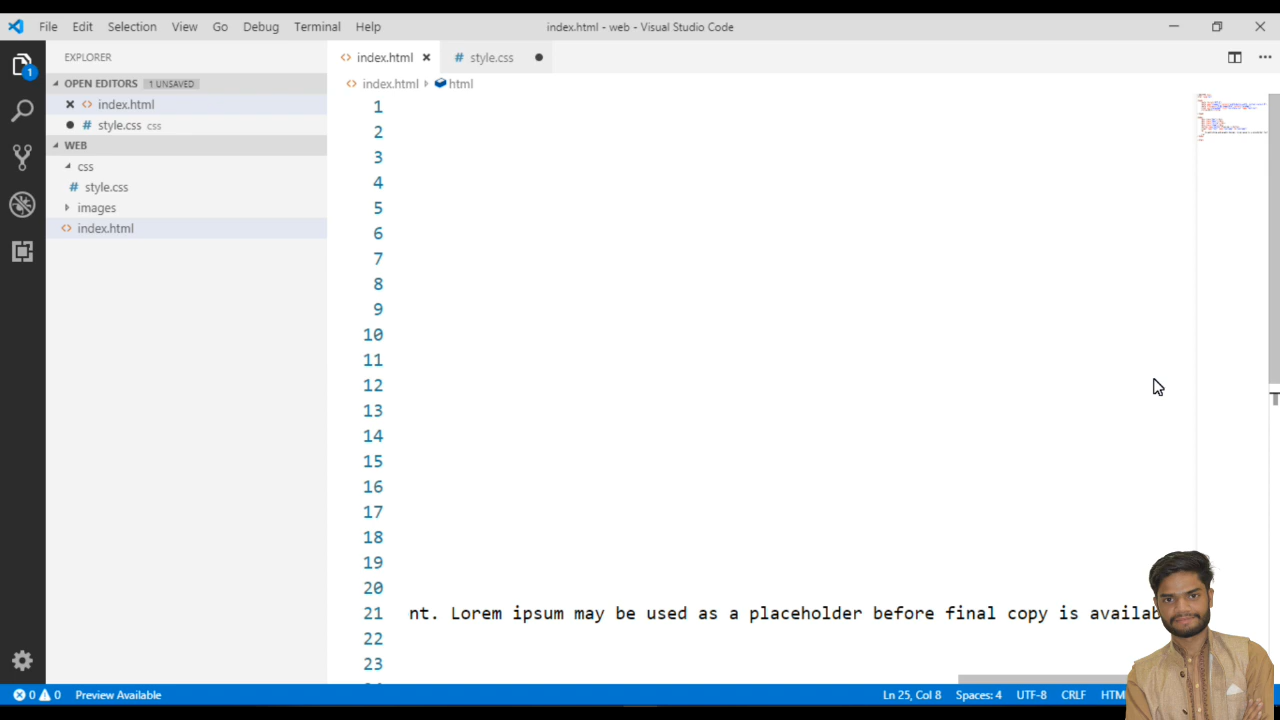 File Edit Selection View Go Debug Terminal Help index.html - web - Visual Studio Code
EXPLORER
index.html
style.css
OPEN EDITORS 1 UNSAVED
index.html html
index.html
style.css css
WEB
css
style.css
images
index.html
1
1
2
3
4
5
6
7
8
9
10
11
12
13
14
15
16
17
18
19
20
21 nt. Lorem ipsum may be used as a placeholder before final copy is availab
22
23
0 0 Preview Available Ln 25, Col 8 Spaces: 4 UTF-8 CRLF HTM